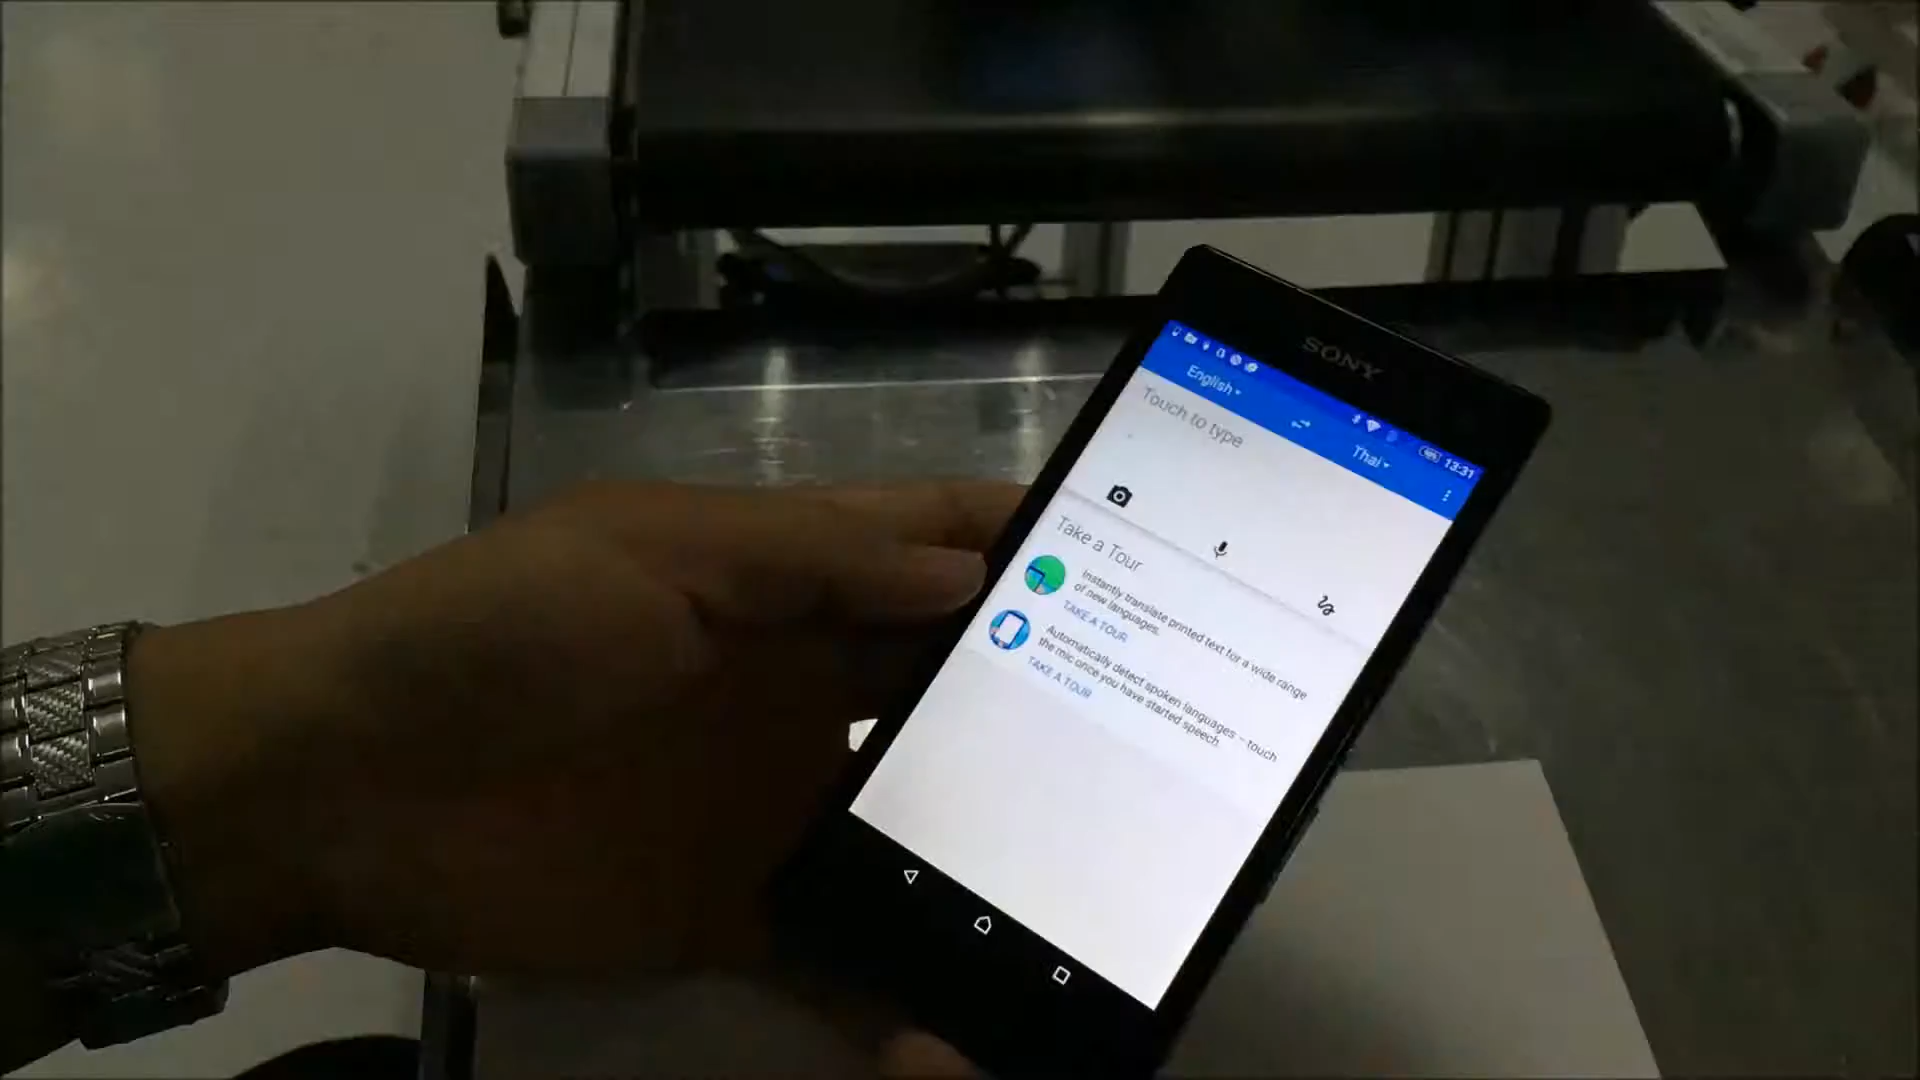 SONY
13:31
English
Thai
Touch to type
Take a Tour
Instantly translate printed text for a wide range
of new languages.
TAKE A TOUR
Automatically detect spoken languages – touch
the mic once you have started speech.
TAKE A TOUR